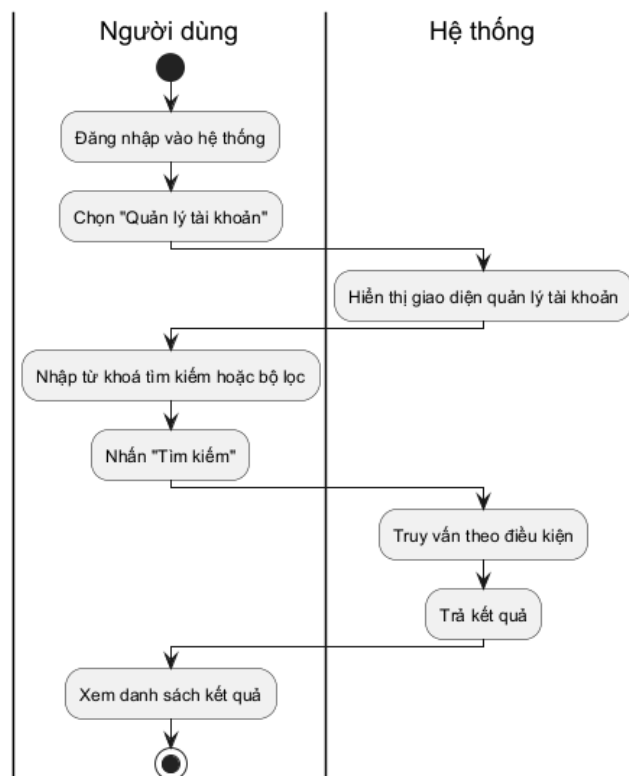 Người dùng
Hệ thống
Đăng nhập vào hệ thống
Chọn "Quản lý tài khoản"
Hiển thị giao diện quản lý tài khoản
Nhập từ khoá tìm kiếm hoặc bộ lọc
Nhấn "Tìm kiếm"
Truy vấn theo điều kiện
Trả kết quả
Xem danh sách kết quả